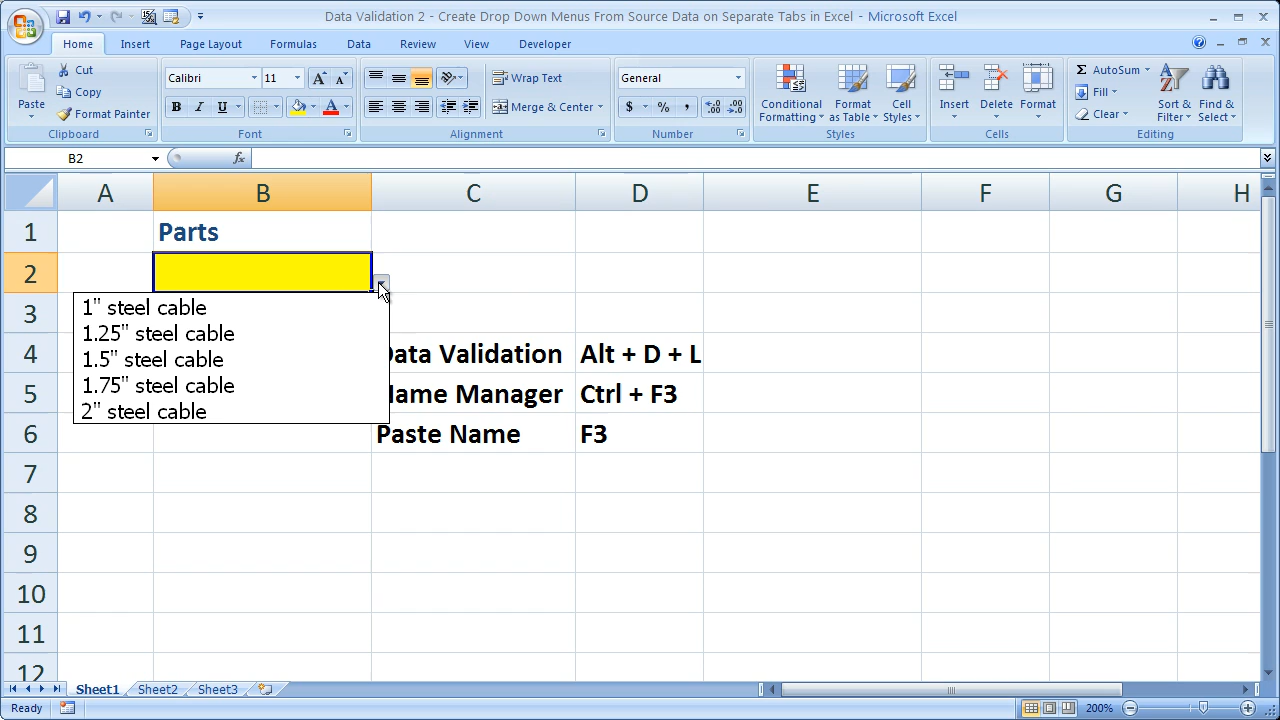 Data Validation 2 - Create Drop Down Menus From Source Data on Separate Tabs in Excel - Microsoft Excel
Home Insert Page Layout Formulas Data Review View Developer
Paste
Cut
Copy
Format Painter
Clipboard
Calibri 11
B I U
Font
Wrap Text
Merge & Center
Alignment
General
$ % ,
Number
Conditional Formatting
Format as Table
Cell Styles
Styles
Insert Delete Format
Cells
AutoSum
Fill
Clear
Sort & Filter
Find & Select
Editing
B2 fx
A B C D E F G H
1 Parts
2
1" steel cable
1.25" steel cable
1.5" steel cable
1.75" steel cable
2" steel cable
3
4 Data Validation Alt + D + L
5 Name Manager Ctrl + F3
6 Paste Name F3
7
8
9
10
11
12
Sheet1 Sheet2 Sheet3
Ready 200%